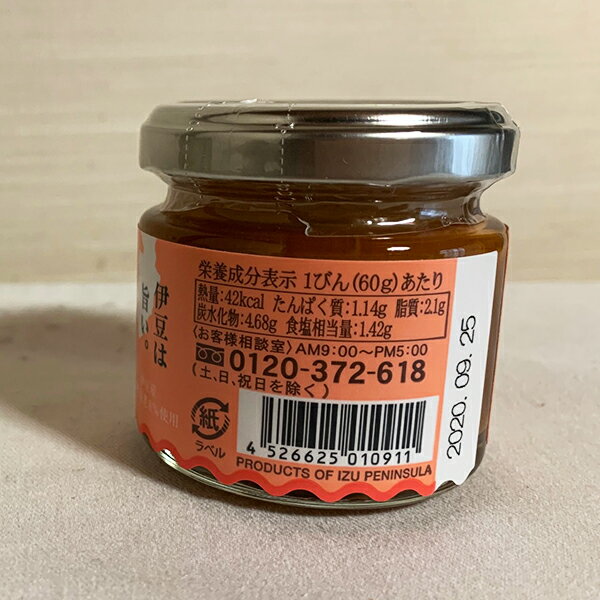 伊豆は
旨い。
使用
栄養成分表示 1びん(60g)あたり
熱量:42kcal たんぱく質:1.14g 脂質:2.1g
炭水化物:4.68g 食塩相当量:1.42g
〈お客様相談室〉AM9:00〜PM5:00
0120-372-618
(土、日、祝日を除く)
紙
ラベル
4 526625 010911
PRODUCTS OF IZU PENINSULA
2020.09.25